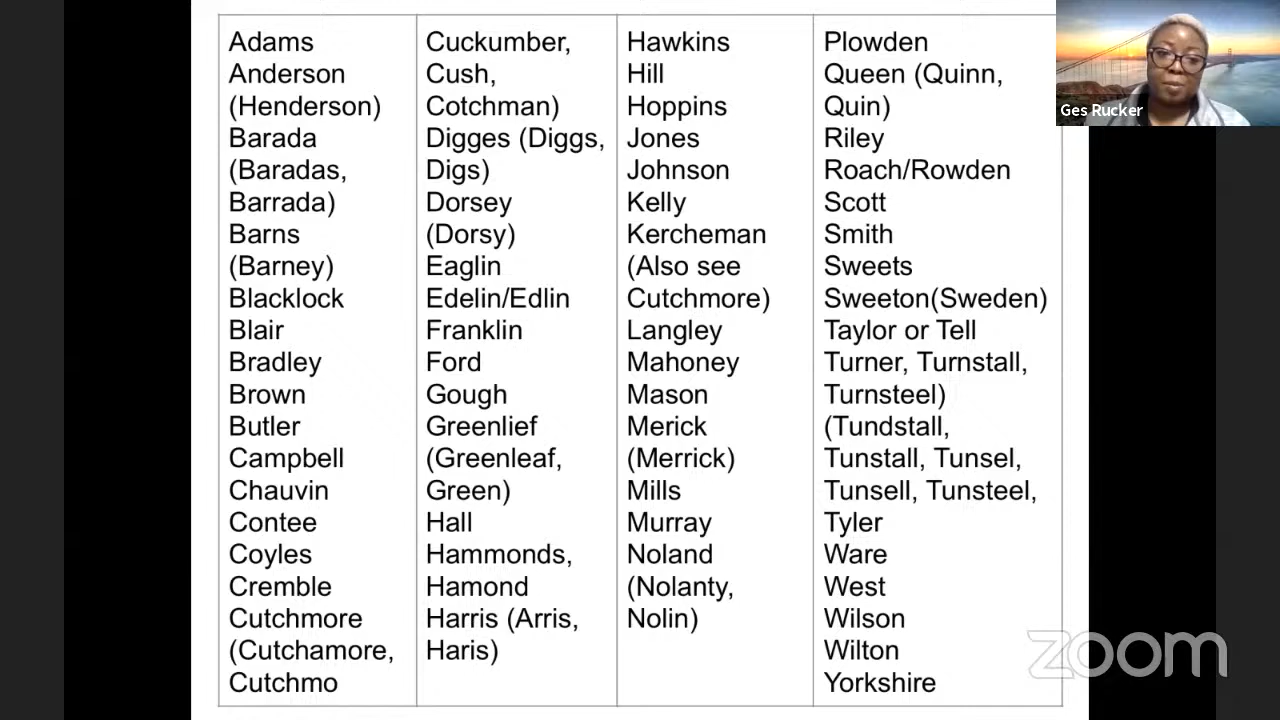 Adams
Anderson
(Henderson)
Barada
(Baradas,
Barrada)
Barns
(Barney)
Blacklock
Blair
Bradley
Brown
Butler
Campbell
Chauvin
Contee
Coyles
Cremble
Cutchmore
(Cutchamore,
Cutchmo
Cuckumber,
Cush,
Cotchman)
Digges (Diggs,
Digs)
Dorsey
(Dorsy)
Eaglin
Edelin/Edlin
Franklin
Ford
Gough
Greenlief
(Greenleaf,
Green)
Hall
Hammonds,
Hamond
Harris (Arris,
Haris)
Hawkins
Hill
Hoppins
Jones
Johnson
Kelly
Kercheman
(Also see
Cutchmore)
Langley
Mahoney
Mason
Merick
(Merrick)
Mills
Murray
Noland
(Nolanty,
Nolin)
Plowden
Queen (Quinn,
Quin)
Riley
Roach/Rowden
Scott
Smith
Sweets
Sweeton(Sweden)
Taylor or Tell
Turner, Turnstall,
Turnsteel)
(Tundstall,
Tunstall, Tunsel,
Tunsell, Tunsteel,
Tyler
Ware
West
Wilson
Wilton
Yorkshire
Ges Rucker
zoom